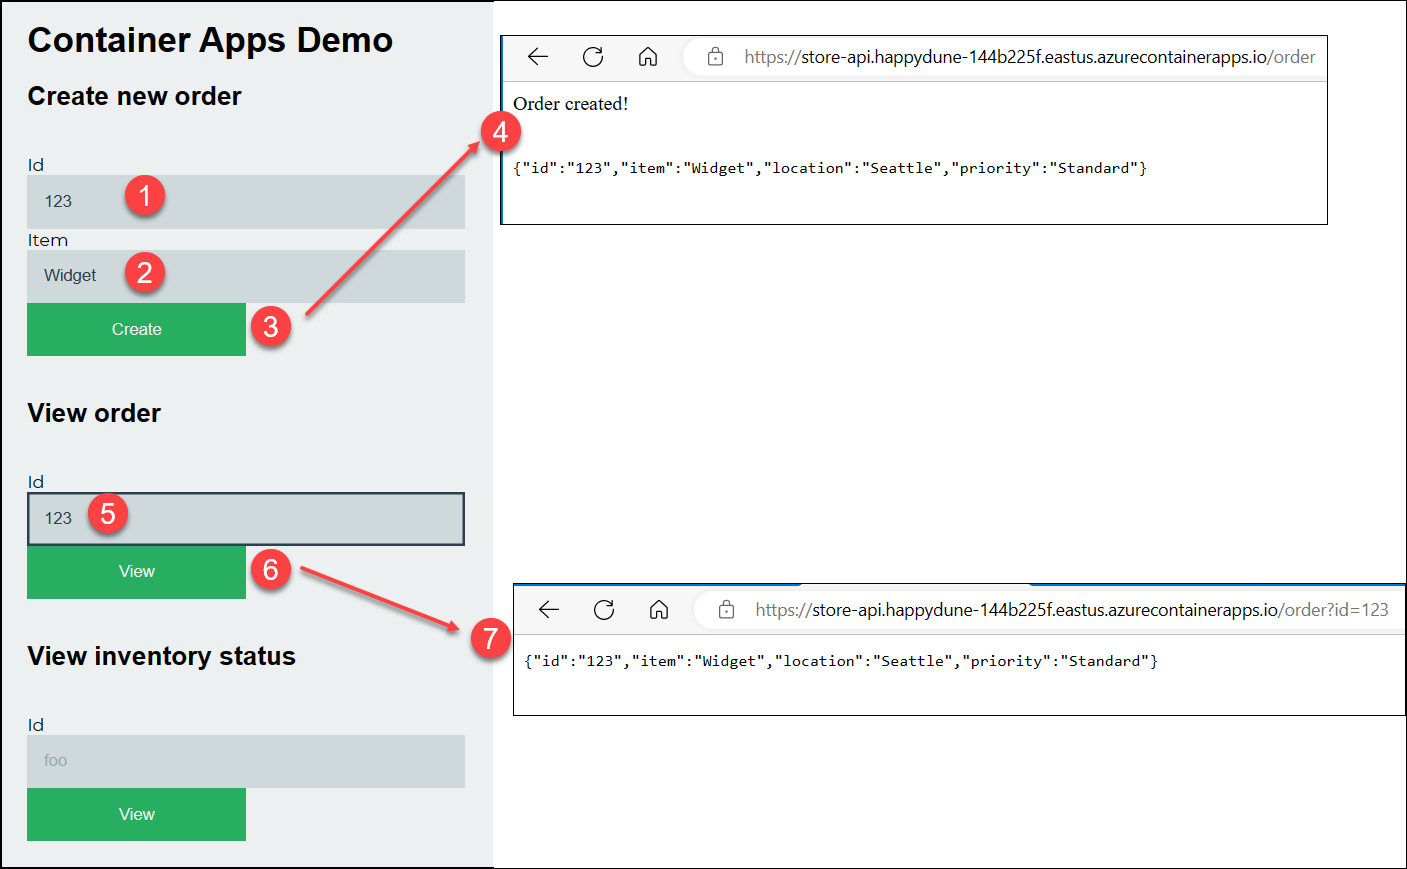 Container Apps Demo
Create new order
Id
123
1
Item
Widget
2
Create
3
View order
Id
123
5
View
6
View inventory status
Id
foo
View
https://store-api.happydune-144b225f.eastus.azurecontainerapps.io/order
Order created!
4
{"id":"123","item":"Widget","location":"Seattle","priority":"Standard"}
https://store-api.happydune-144b225f.eastus.azurecontainerapps.io/order?id=123
7
{"id":"123","item":"Widget","location":"Seattle","priority":"Standard"}